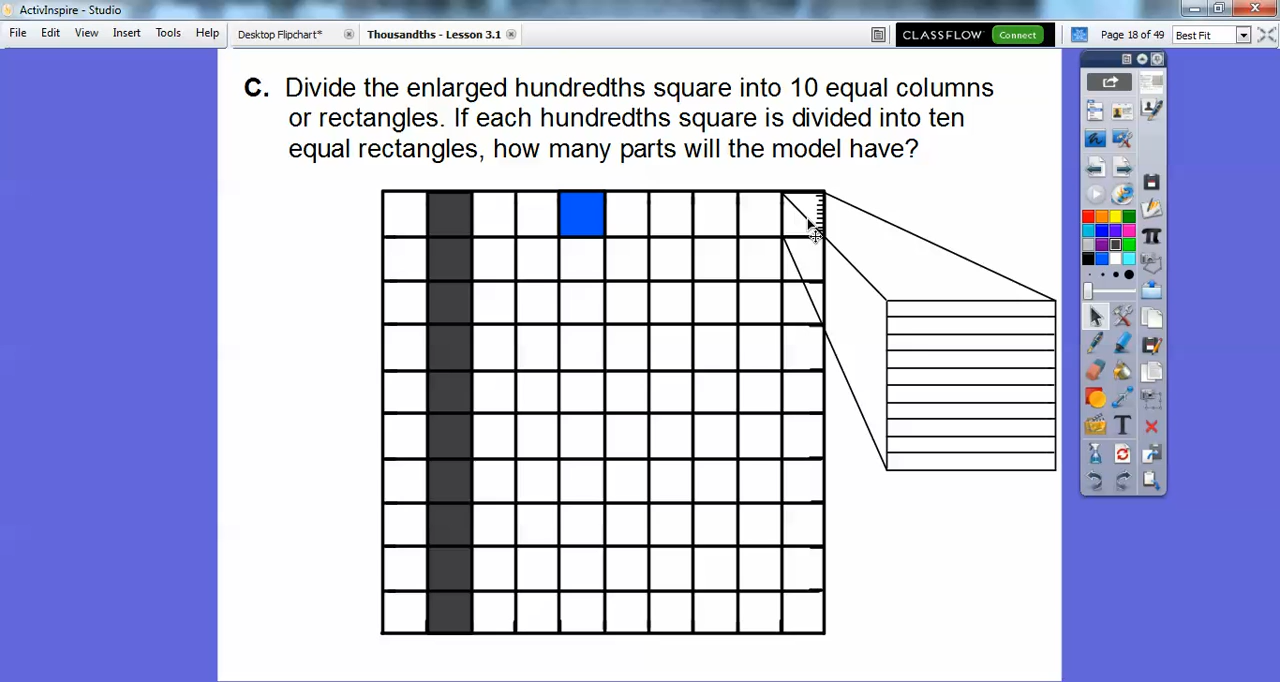 ActivInspire - Studio
File Edit View Insert Tools Help Desktop Flipchart* Thousandths - Lesson 3.1 CLASSFLOW Connect Page 18 of 49 Best Fit
C. Divide the enlarged hundredths square into 10 equal columns
or rectangles. If each hundredths square is divided into ten
equal rectangles, how many parts will the model have?